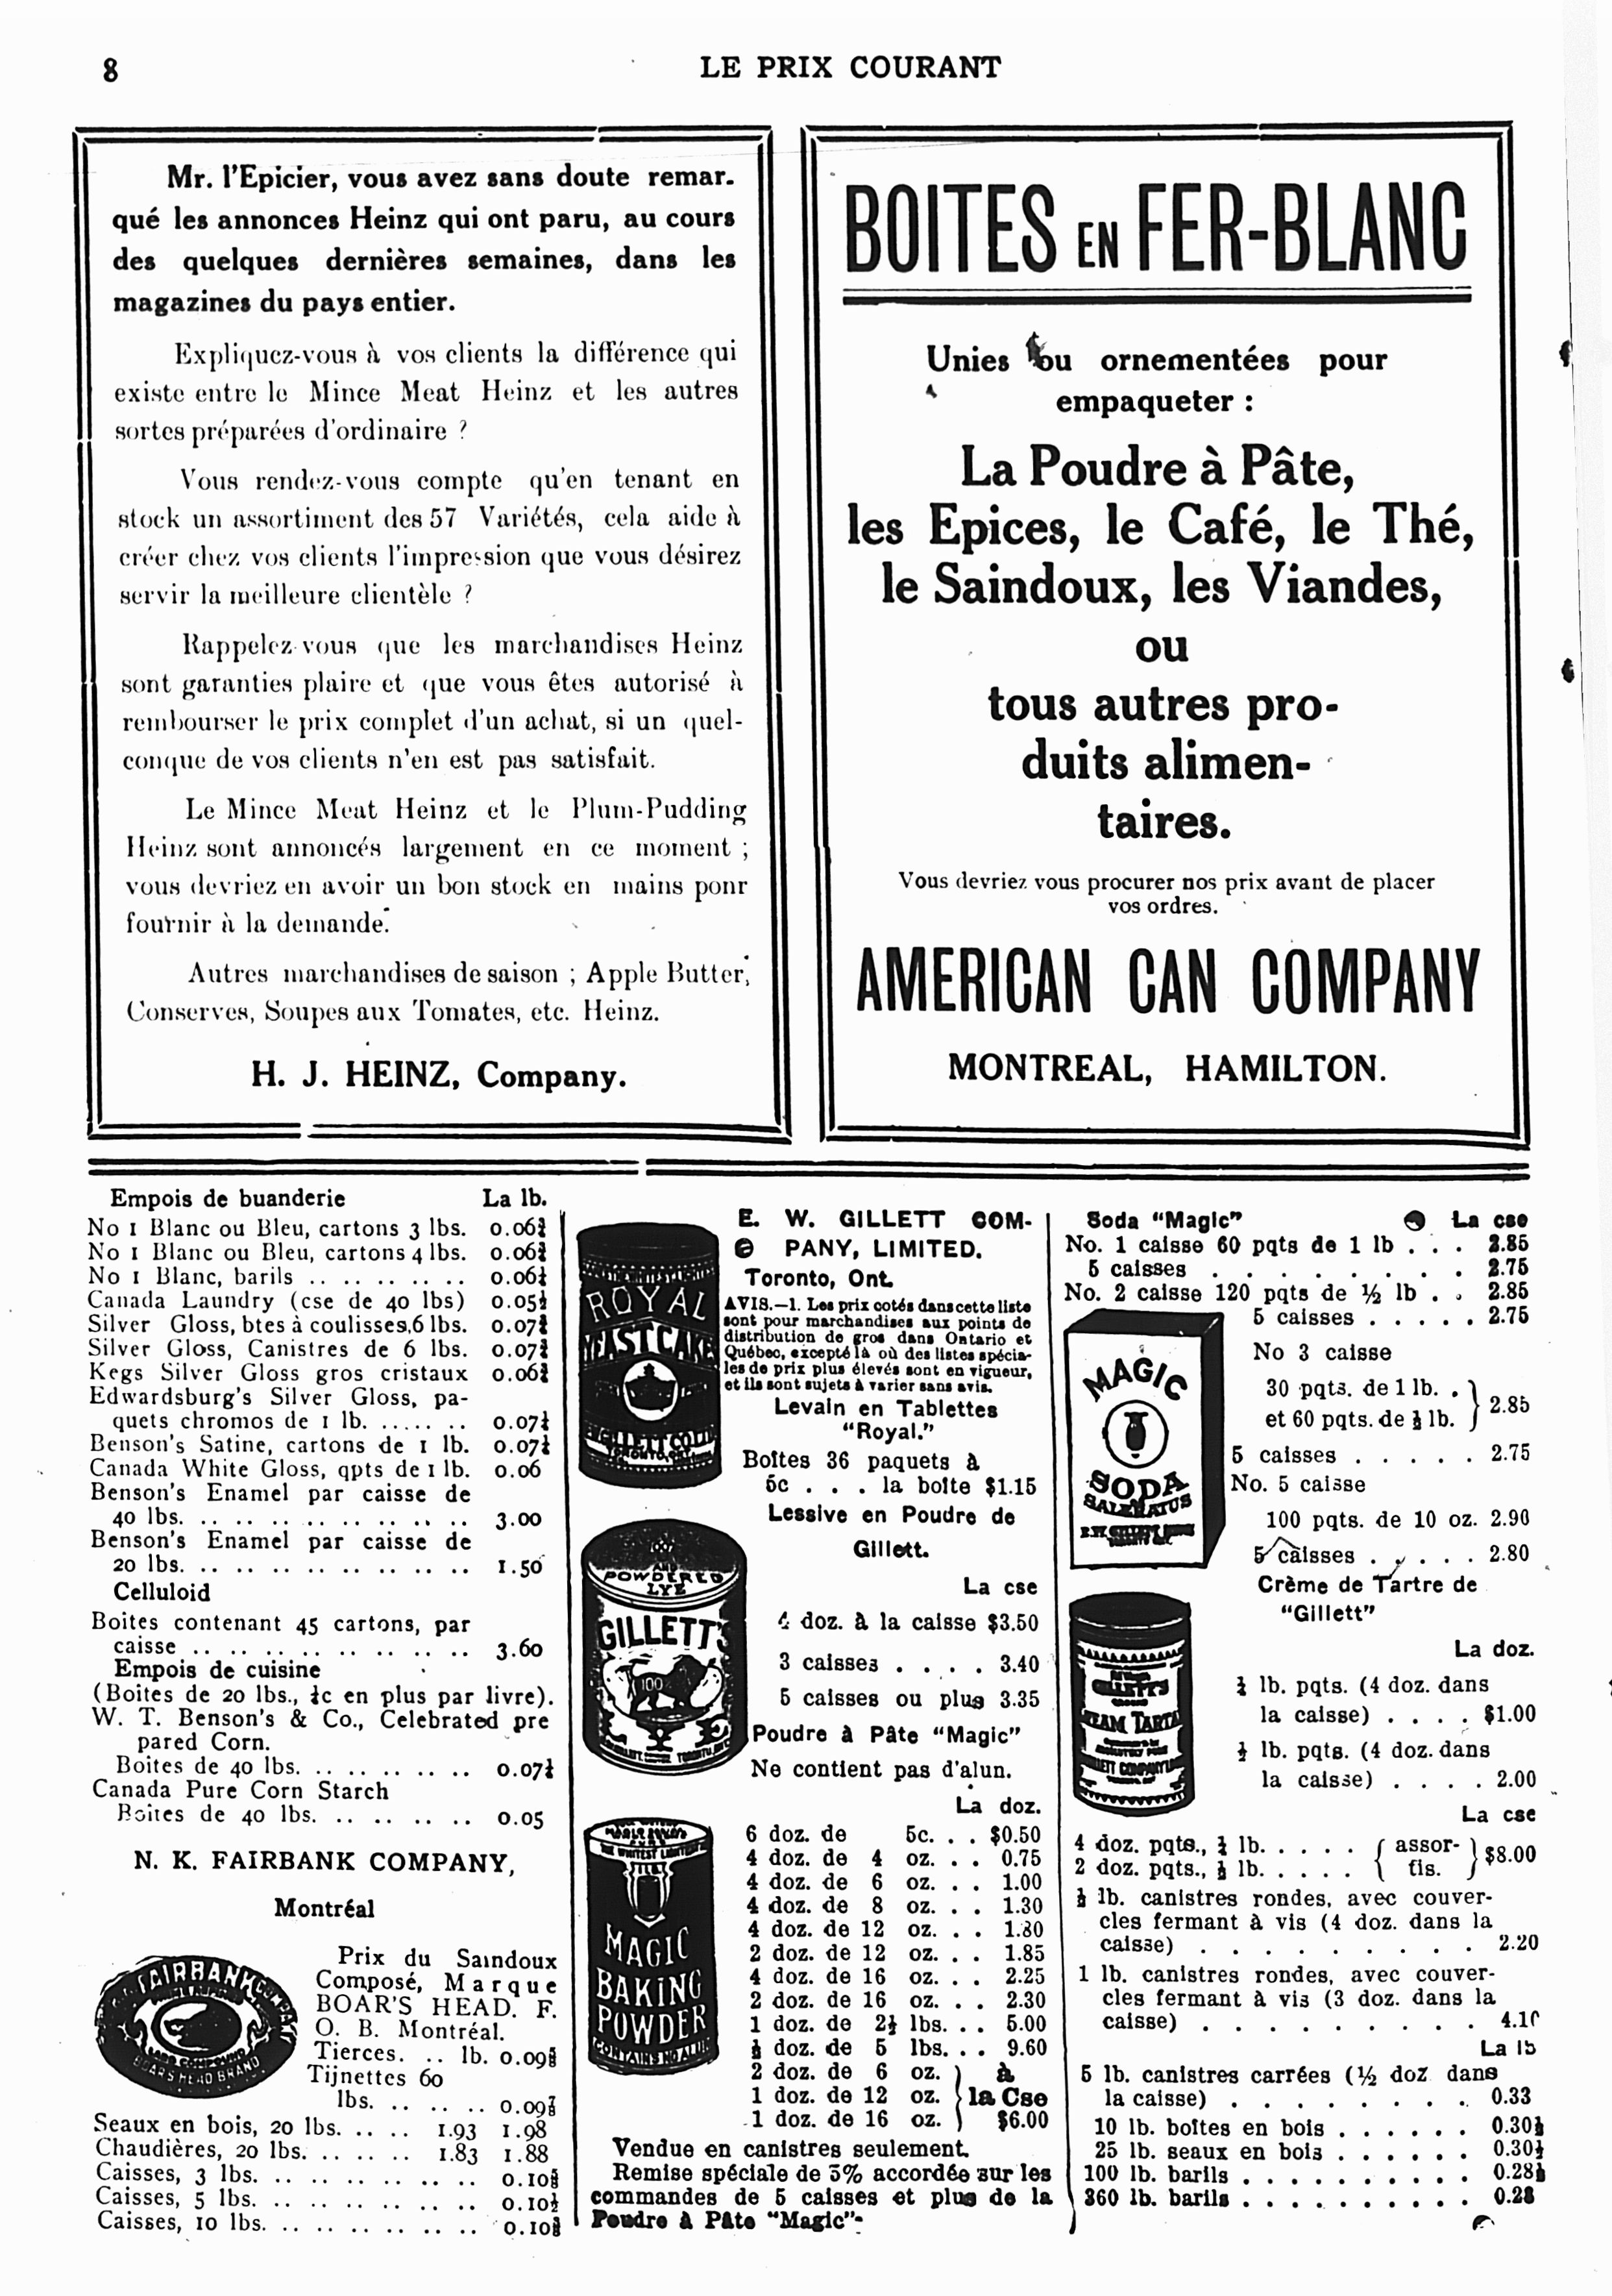 8
LE PRIX COURANT
Mr. l'Epicier, vous avez sans doute remar-
qué les annonces Heinz qui ont paru, au cours
des quelques dernières semaines, dans les
magazines du pays entier.
Expliquez-vous à vos clients la différence qui
existe entre le Mince Meat Heinz et les autres
sortes préparées d'ordinaire ?
Vous rendez-vous compte qu'en tenant en
stock un assortiment des 57 Variétés, cela aide à
créer chez vos clients l'impression que vous désirez
servir la meilleure clientèle ?
Rappelez-vous que les marchandises Heinz
sont garanties plaire et que vous êtes autorisé à
rembourser le prix complet d'un achat, si un quel-
conque de vos clients n'en est pas satisfait.
Le Mince Meat Heinz et le Plum-Pudding
Heinz sont annoncés largement en ce moment ;
vous devriez en avoir un bon stock en mains ponr
fournir à la demande.
Autres marchandises de saison ; Apple Butter,
Conserves, Soupes aux Tomates, etc. Heinz.
H. J. HEINZ, Company.
BOITES EN FER-BLANC
Unies ou ornementées pour
empaqueter :
La Poudre à Pâte,
les Epices, le Café, le Thé,
le Saindoux, les Viandes,
ou
tous autres pro-
duits alimen-
taires.
Vous devriez vous procurer nos prix avant de placer
vos ordres.
AMERICAN CAN COMPANY
MONTREAL, HAMILTON.
Empois de buanderie La lb.
No 1 Blanc ou Bleu, cartons 3 lbs. 0.06¾
No 1 Blanc ou Bleu, cartons 4 lbs. 0.06¾
No 1 Blanc, barils .. .. .. .. .. .. 0.06¼
Canada Laundry (cse de 40 lbs) 0.05½
Silver Gloss, btes à coulisses, 6 lbs. 0.07¾
Silver Gloss, Canistres de 6 lbs. 0.07¾
Kegs Silver Gloss gros cristaux 0.06¾
Edwardsburg's Silver Gloss, pa-
quets chromos de 1 lb. ..... .. 0.07¼
Benson's Satine, cartons de 1 lb. 0.07¼
Canada White Gloss, qpts de 1 lb. 0.06
Benson's Enamel par caisse de
40 lbs. .. .. .. .. .. .. .. .. .. 3.00
Benson's Enamel par caisse de
20 lbs. .. .. .. .. .. .. .. .. .. 1.50
Celluloid
Boites contenant 45 cartons, par
caisse .. .. .. .. .. .. .. .. .. 3.60
Empois de cuisine
(Boites de 20 lbs., ¼c en plus par livre).
W. T. Benson's & Co., Celebrated pre
pared Corn.
Boites de 40 lbs. .. .. .. .. .. 0.07¼
Canada Pure Corn Starch
Boites de 40 lbs. .. .. .. .. .. 0.05
N. K. FAIRBANK COMPANY,
Montréal
BOAR'S HEAD BRAND
Prix du Saindoux
Composé, Marque
BOAR'S HEAD. F.
O. B. Montréal.
Tierces. .. lb. 0.09⅝
Tijnettes 60
lbs. .. .. .. .. 0.09⅞
Seaux en bois, 20 lbs. .. .. 1.93 1.98
Chaudières, 20 lbs. .. .. .. 1.83 1.88
Caisses, 3 lbs. .. .. .. .. .. .. .. 0.10⅝
Caisses, 5 lbs. .. .. .. .. .. .. .. 0.10½
Caisses, 10 lbs. .. .. .. .. .. .. .. 0.10⅜
ROYAL
YEAST CAKES
E. W. GILLETT COM-
PANY, LIMITED.
Toronto, Ont.
AVIS.—1. Les prix cotés dans cette liste
sont pour marchandises aux points de
distribution de gros dans Ontario et
Québec, excepté là où des listes spécia-
les de prix plus élevés sont en vigueur,
et ils sont sujets à varier sans avis.
Levain en Tablettes
"Royal."
Boîtes 36 paquets à
5c . . . la boîte $1.15
Lessive en Poudre de
Gillett.
La cse
4 doz. à la caisse $3.50
3 caisses . . . . 3.40
5 caisses ou plus 3.35
POWDERED
LYE
GILLETT'S
100
Poudre à Pâte "Magic"
Ne contient pas d'alun.
La doz.
6 doz. de 5c. . . $0.50
4 doz. de 4 oz. . . 0.75
4 doz. de 6 oz. . . 1.00
4 doz. de 8 oz. . . 1.30
4 doz. de 12 oz. . . 1.80
2 doz. de 12 oz. . . 1.85
4 doz. de 16 oz. . . 2.25
2 doz. de 16 oz. . . 2.30
1 doz. de 2½ lbs. . . 5.00
½ doz. de 5 lbs. . . 9.60
2 doz. de 6 oz. à
1 doz. de 12 oz. la Cse
1 doz. de 16 oz. $6.00
MAGIC
BAKING
POWDER
CONTAINS NO ALUM
Vendue en canistres seulement.
Remise spéciale de 5% accordée sur les
commandes de 5 caisses et plus de la
Poudre à Pâte "Magic".
Soda "Magic" La cse
No. 1 caisse 60 pqts de 1 lb . . . 2.85
5 caisses . . . . . . . . . 2.75
No. 2 caisse 120 pqts de ½ lb . . 2.85
5 caisses . . . . . 2.75
MAGIC
SODA
SALERATUS
No 3 caisse
30 pqts. de 1 lb. .
et 60 pqts. de ½ lb. 2.85
5 caisses . . . . . 2.75
No. 5 caisse
100 pqts. de 10 oz. 2.90
5 caisses . . . . . 2.80
Crème de Tartre de
"Gillett"
La doz.
¼ lb. pqts. (4 doz. dans
la caisse) . . . . $1.00
½ lb. pqts. (4 doz. dans
la caisse) . . . . 2.00
GILLETT'S
CREAM TARTAR
La cse
4 doz. pqts., ¼ lb. . . . . assor-
2 doz. pqts., ½ lb. . . . . tis. $8.00
½ lb. canistres rondes, avec couver-
cles fermant à vis (4 doz. dans la
caisse) . . . . . . . . . 2.20
1 lb. canistres rondes, avec couver-
cles fermant à vis (3 doz. dans la
caisse) . . . . . . . . . 4.10
La lb
5 lb. canistres carrées (½ doz dans
la caisse) . . . . . . . . 0.33
10 lb. boîtes en bois . . . . . . 0.30½
25 lb. seaux en bois . . . . . . 0.30½
100 lb. barils . . . . . . . . . 0.28½
360 lb. barils . . . . . . . . . 0.28